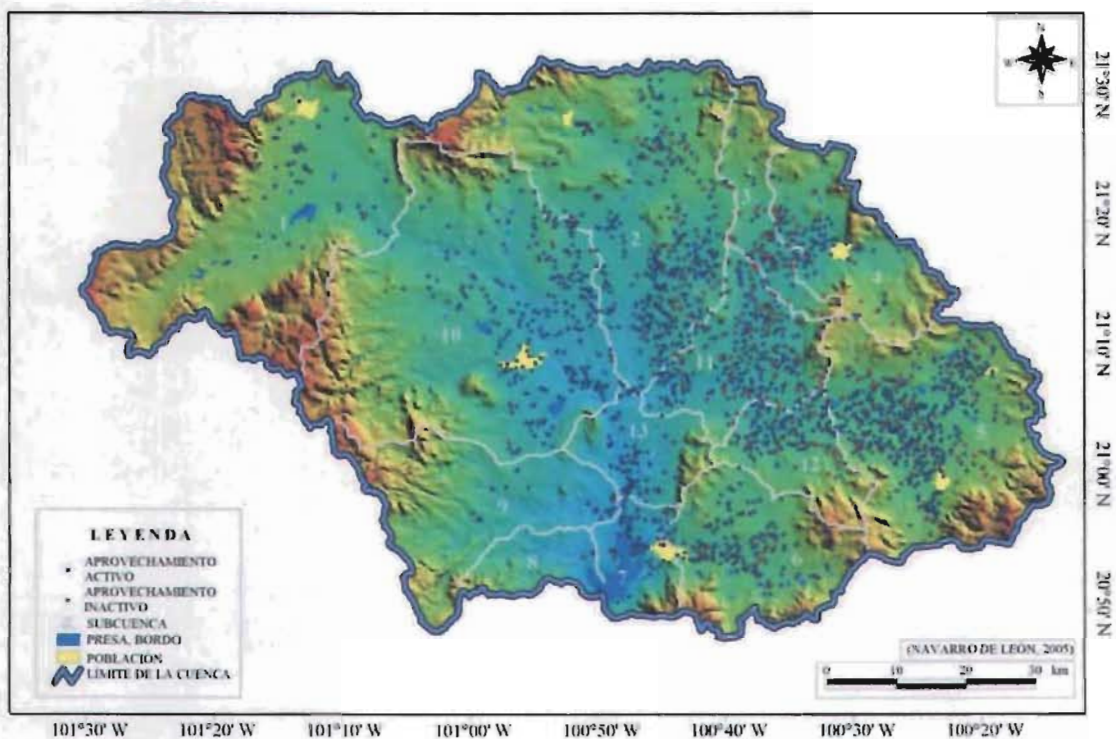 N
W
E
S
21°30' N
21°20' N
21°10' N
21°00' N
20°50' N
1
2
3
4
10
11
13
12
9
8
7
6
LEYENDA
APROVECHAMIENTO
ACTIVO
APROVECHAMIENTO
INACTIVO
SUBCUENCA
PRESA, BORDO
POBLACIÓN
LÍMITE DE LA CUENCA
(NAVARRO DE LEÓN, 2005)
0 10 20 30 km
101°30' W 101°20' W 101°10' W 101°00' W 100°50' W 100°40' W 100°30' W 100°20' W